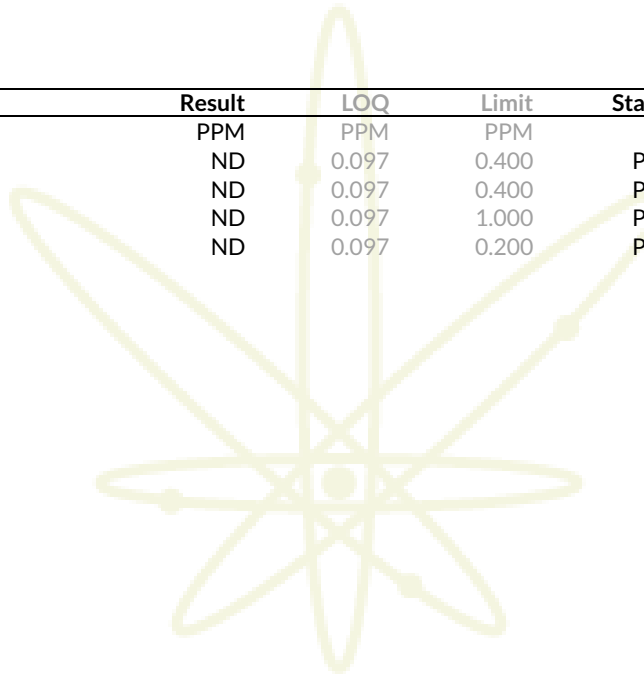 Result LOQ Limit Sta
PPM PPM PPM
ND 0.097 0.400 P
ND 0.097 0.400 P
ND 0.097 1.000 P
ND 0.097 0.200 P